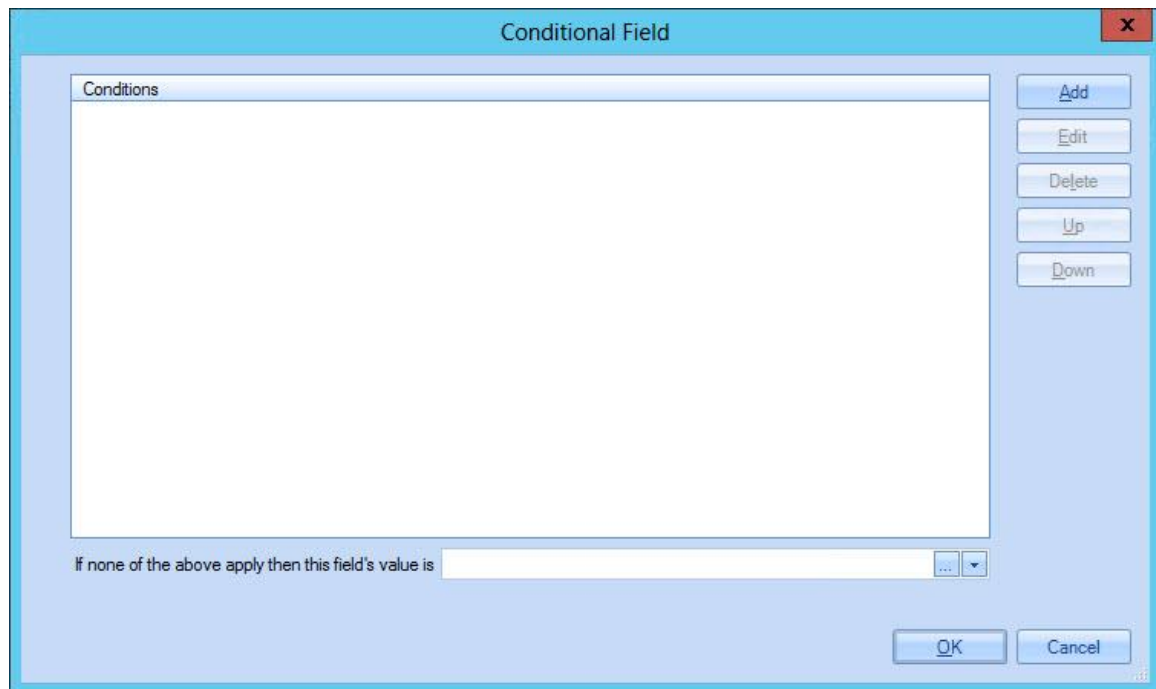 Conditional Field
x
Conditions
Add
Edit
Delete
Up
Down
If none of the above apply then this field's value is
...
OK
Cancel